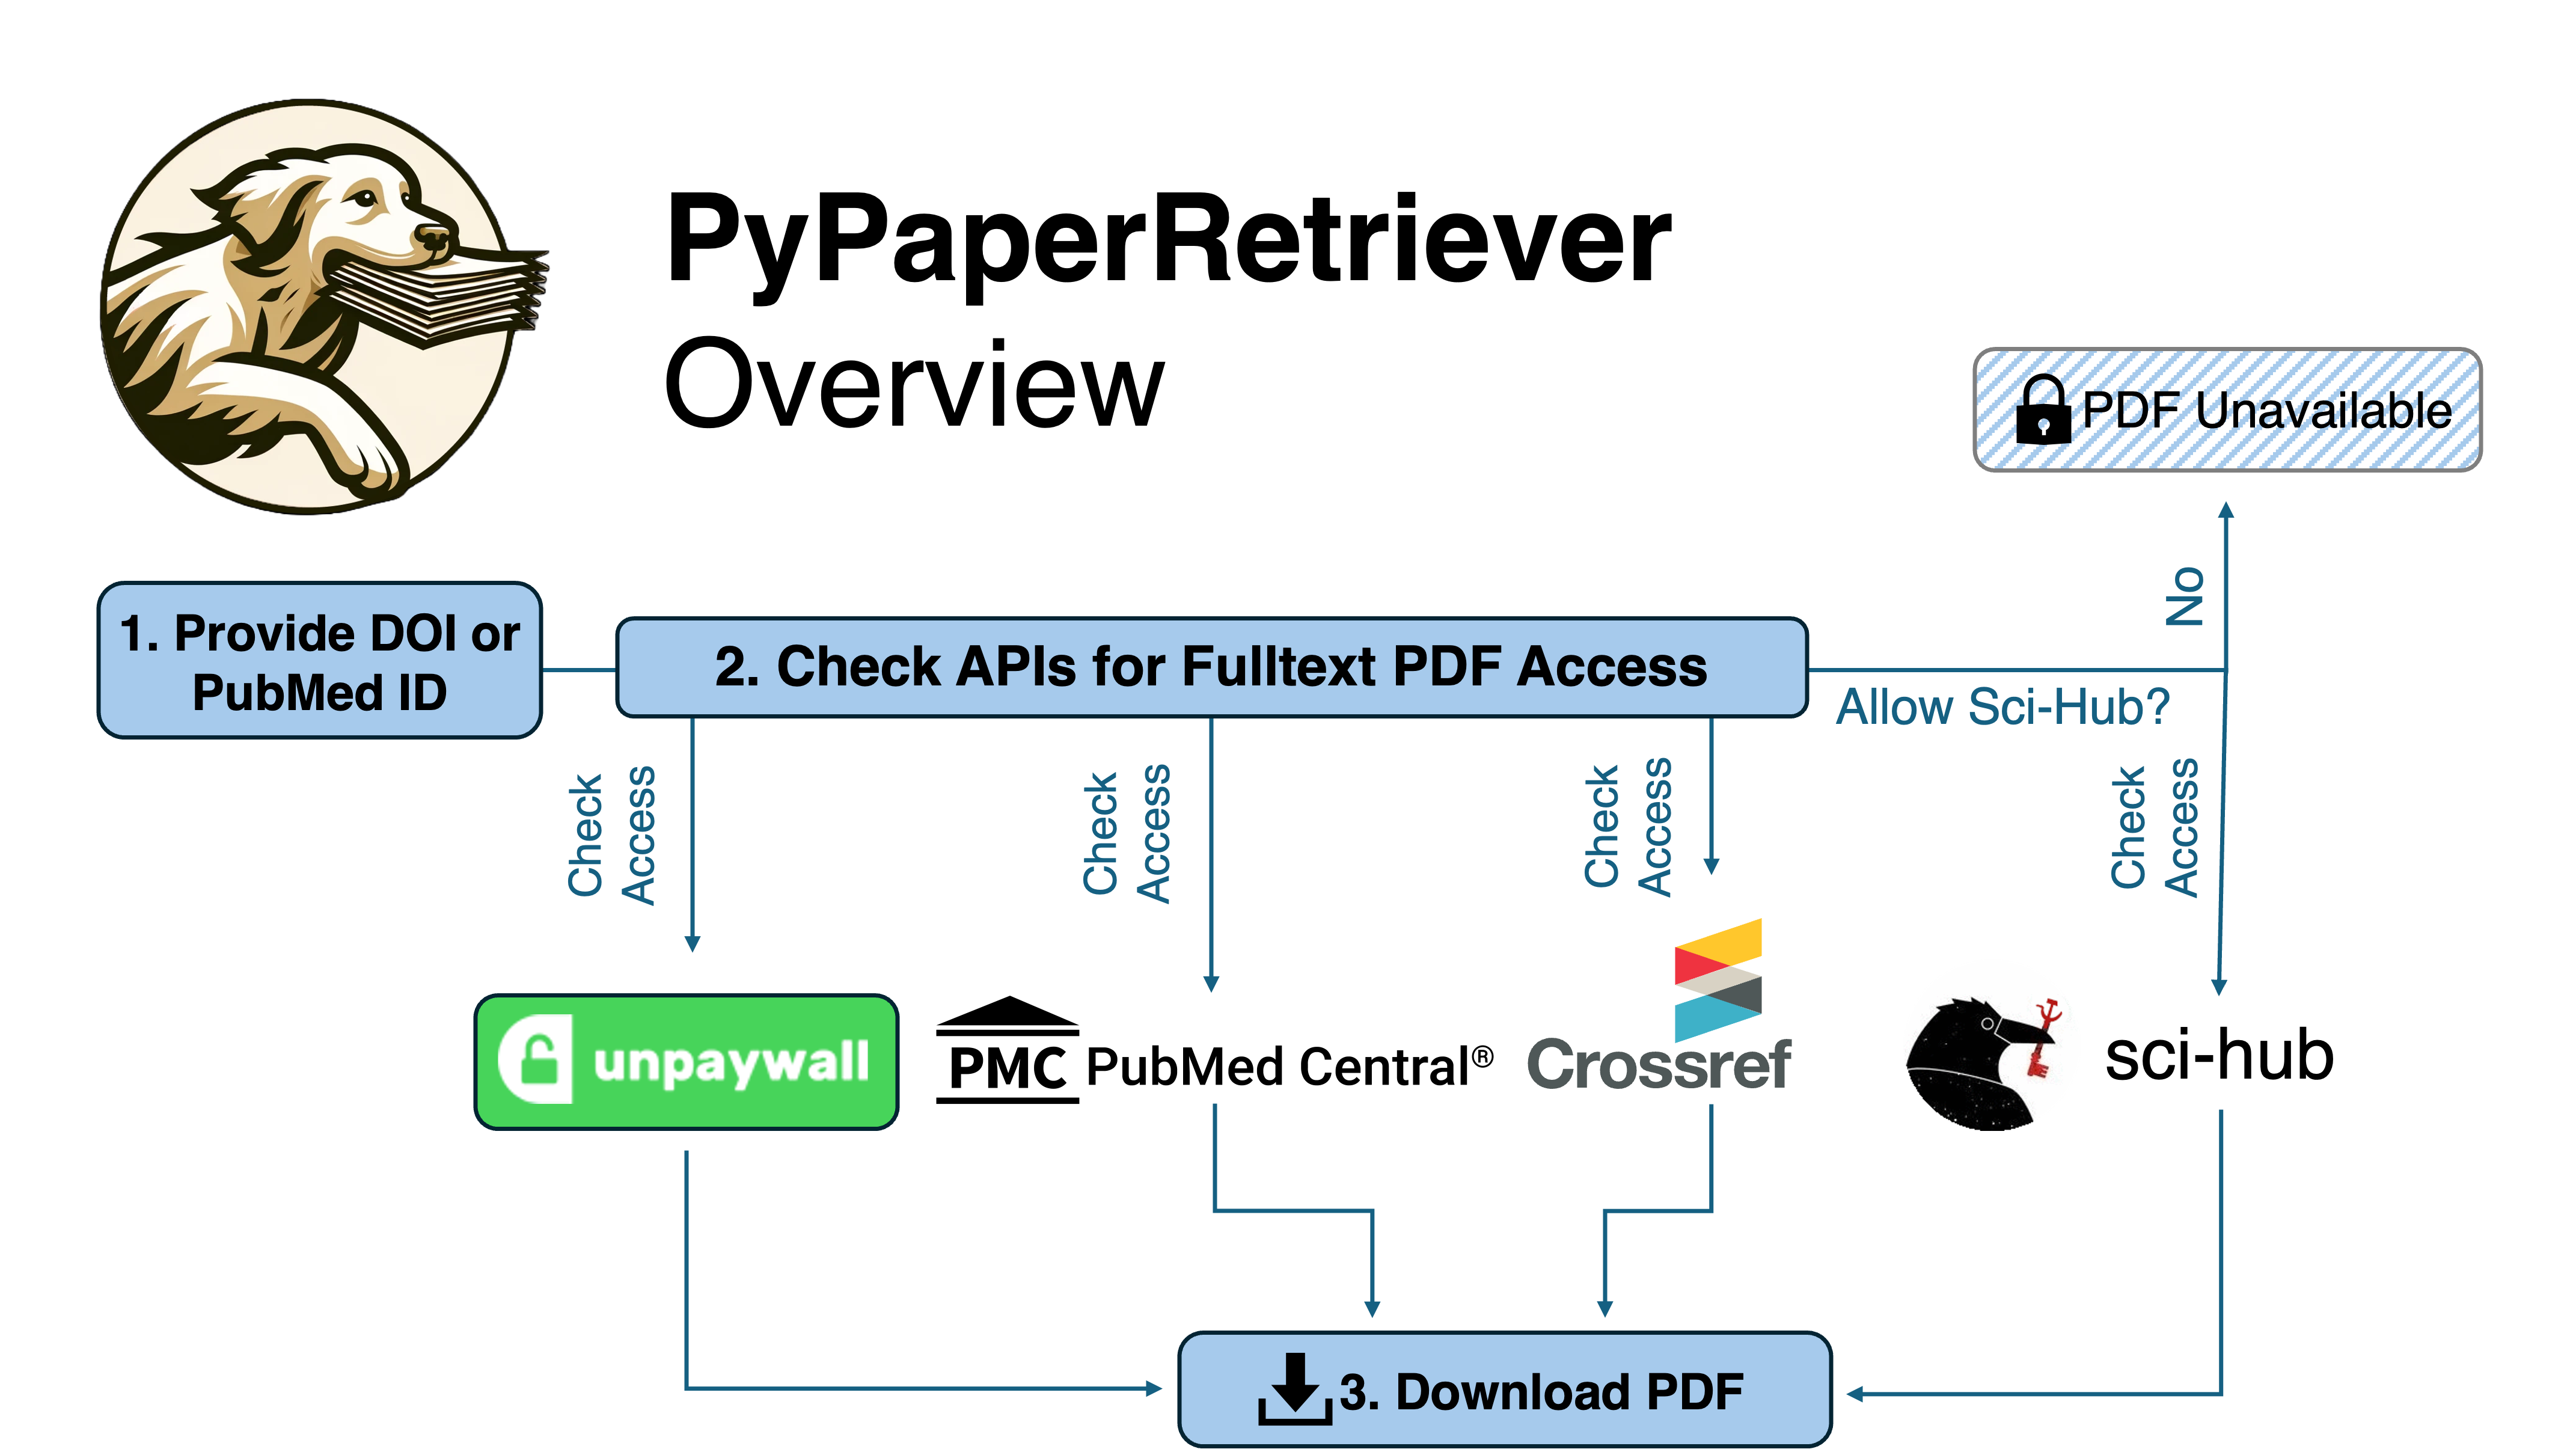 PyPaperRetriever
Overview
PDF Unavailable
1. Provide DOI or
PubMed ID
2. Check APIs for Fulltext PDF Access
No
Allow Sci-Hub?
Check
Access
Check
Access
Check
Access
Check
Access
unpaywall
PMC PubMed Central®
Crossref
sci-hub
3. Download PDF